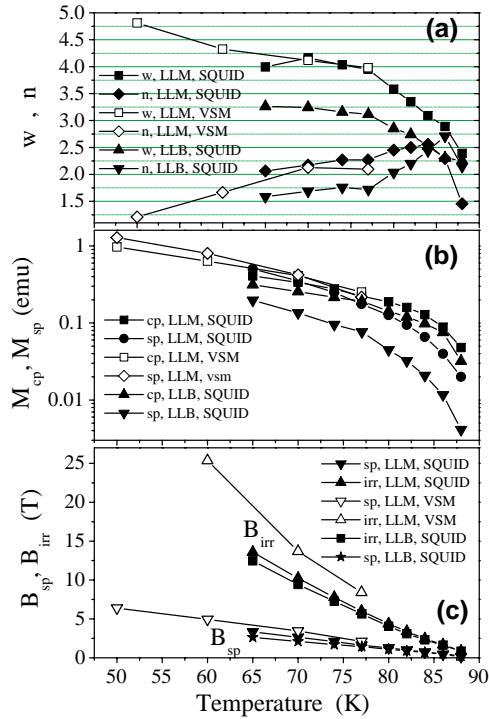 5.0
4.5
4.0
3.5
3.0
2.5
2.0
1.5
w , n
(a)
w, LLM, SQUID
n, LLM, SQUID
w, LLM, VSM
n, LLM, VSM
w, LLB, SQUID
n, LLB, SQUID
1
0.1
0.01
M_cp, M_sp (emu)
(b)
cp, LLM, SQUID
sp, LLM, SQUID
cp, LLM, VSM
sp, LLM, vsm
cp, LLB, SQUID
sp, LLB, SQUID
25
20
15
10
5
0
B_sp, B_irr (T)
sp, LLM, SQUID
irr, LLM, SQUID
sp, LLM, VSM
irr, LLM, VSM
irr, LLB, SQUID
sp, LLB, SQUID
B_irr
B_sp
(c)
50 55 60 65 70 75 80 85 90
Temperature (K)